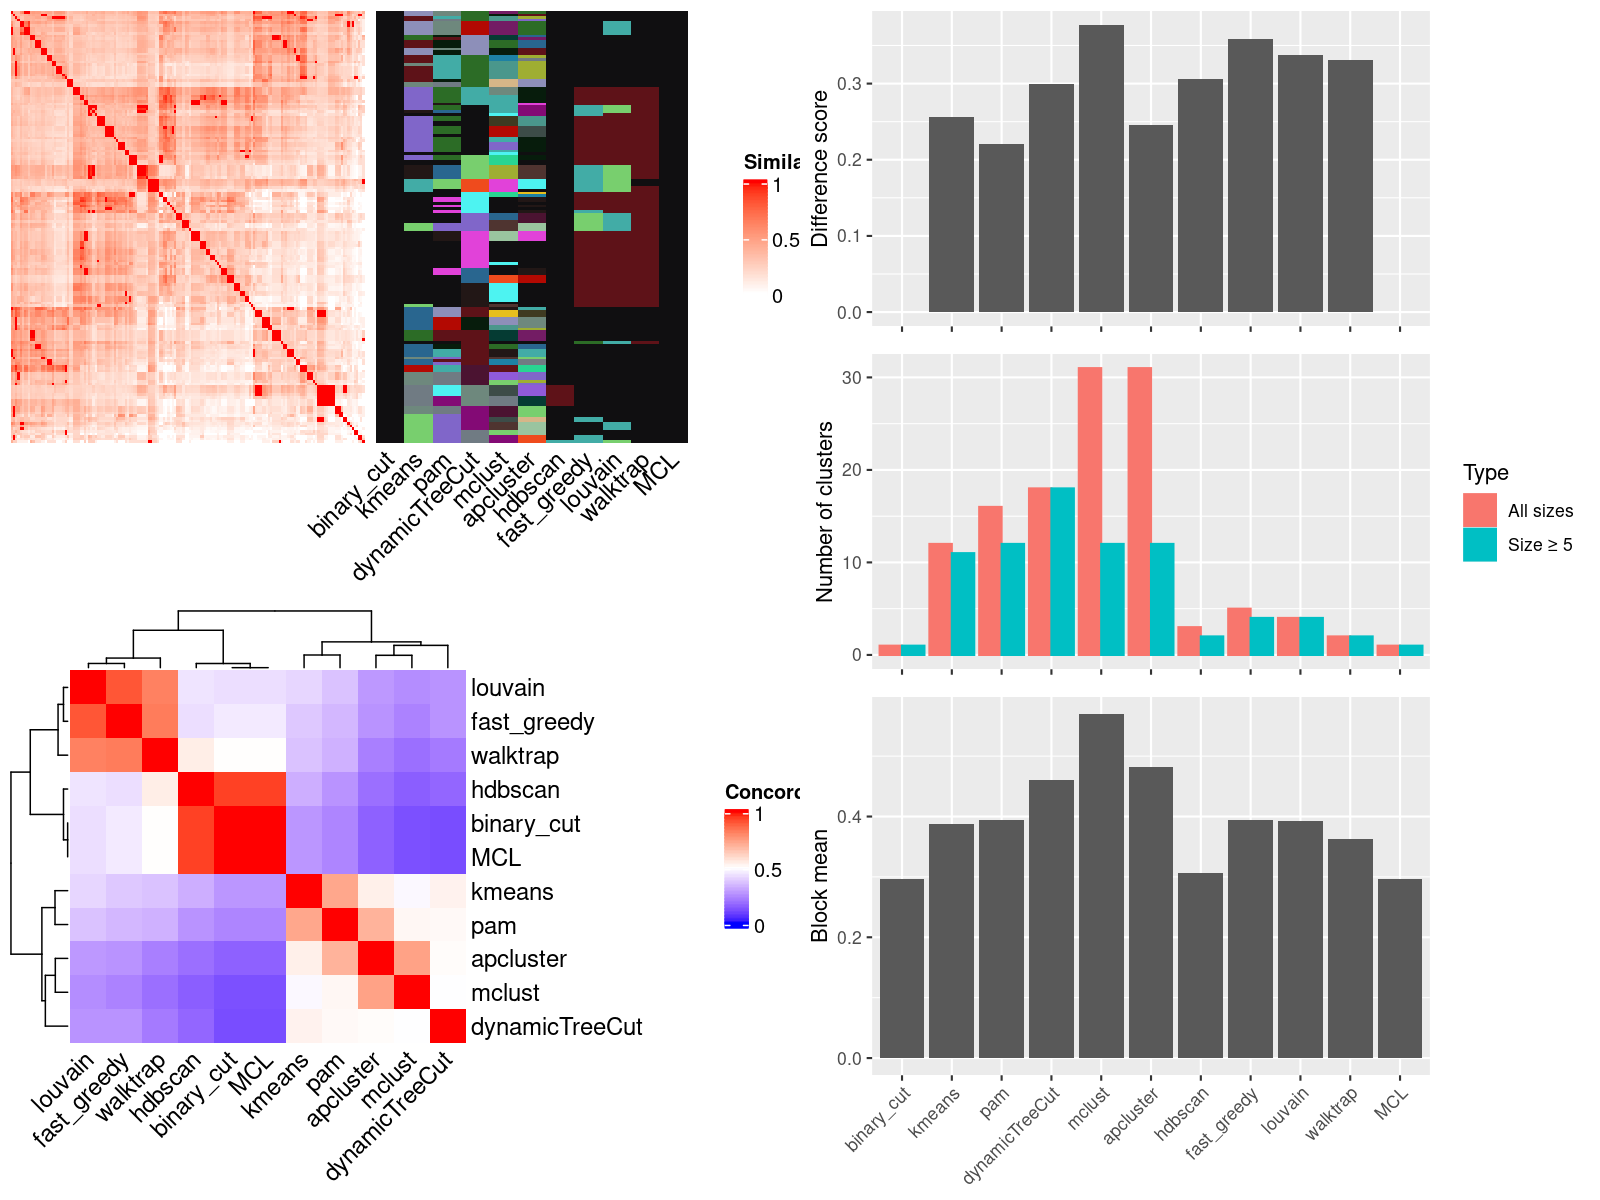 Simila
1
0.5
0
binary_cut
kmeans
pam
dynamicTreeCut
mclust
apcluster
hdbscan
fast_greedy
louvain
walktrap
MCL
louvain
fast_greedy
walktrap
hdbscan
binary_cut
MCL
kmeans
pam
apcluster
mclust
dynamicTreeCut
louvain
fast_greedy
walktrap
hdbscan
binary_cut
MCL
kmeans
pam
apcluster
mclust
dynamicTreeCut
Concord
1
0.5
0
Difference score
0.3
0.2
0.1
0.0
Number of clusters
30
20
10
0
Type
All sizes
Size ≥ 5
Block mean
0.4
0.2
0.0
binary_cut
kmeans
pam
dynamicTreeCut
mclust
apcluster
hdbscan
fast_greedy
louvain
walktrap
MCL